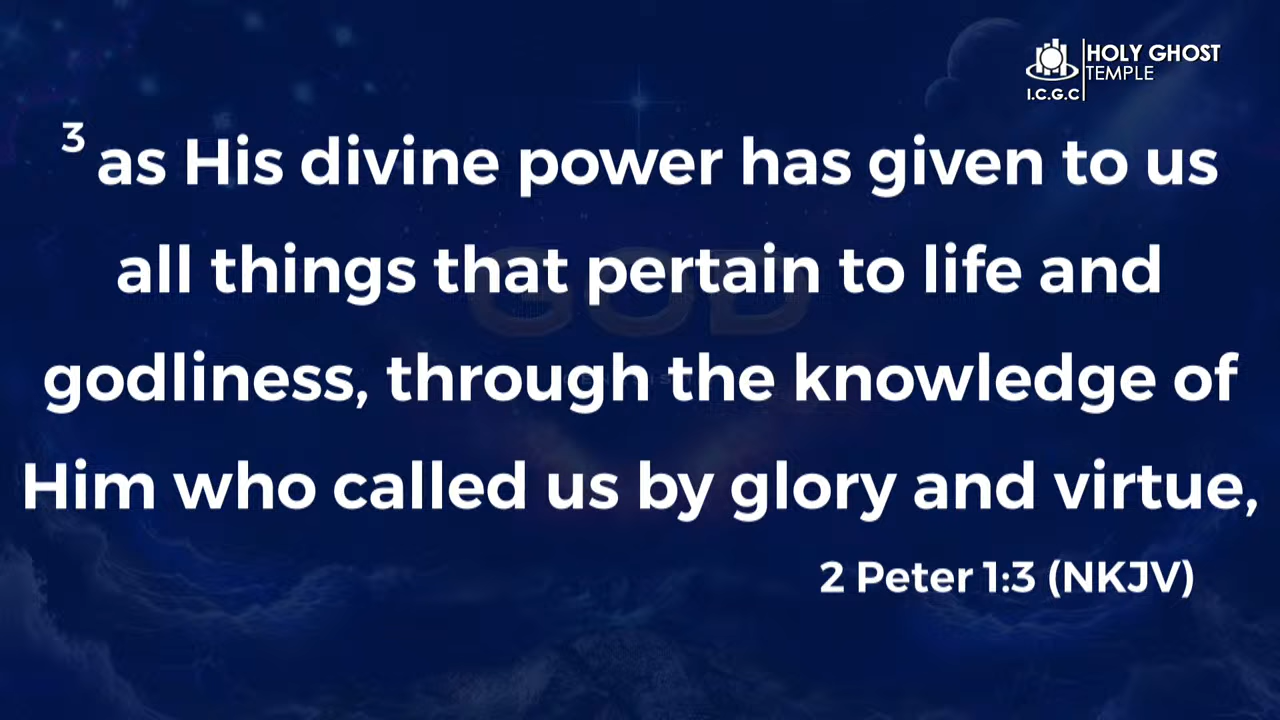 HOLY GHOST
TEMPLE
I.C.G.C
3 as His divine power has given to us
all things that pertain to life and
godliness, through the knowledge of
Him who called us by glory and virtue,
GOD
2 Peter 1:3 (NKJV)